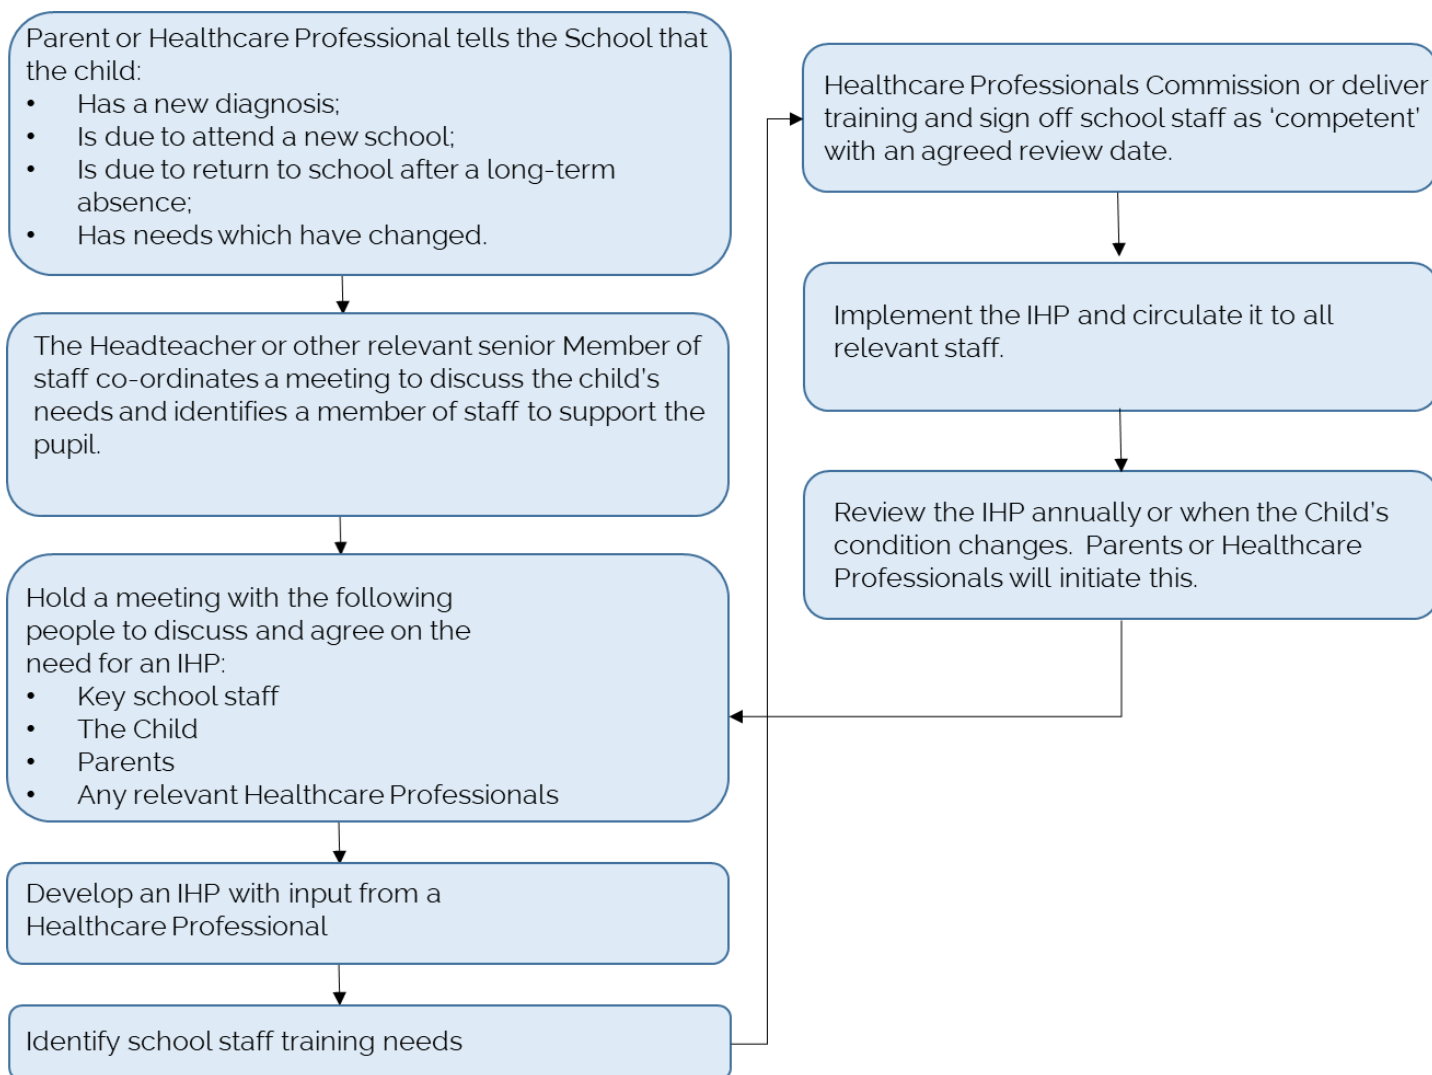 Parent or Healthcare Professional tells the School that
the child:
• Has a new diagnosis;
• Is due to attend a new school;
• Is due to return to school after a long-term
absence;
• Has needs which have changed.
The Headteacher or other relevant senior Member of
staff co-ordinates a meeting to discuss the child's
needs and identifies a member of staff to support the
pupil.
Hold a meeting with the following
people to discuss and agree on the
need for an IHP:
• Key school staff
• The Child
• Parents
• Any relevant Healthcare Professionals
Develop an IHP with input from a
Healthcare Professional
Identify school staff training needs
Healthcare Professionals Commission or deliver
training and sign off school staff as ‘competent’
with an agreed review date.
Implement the IHP and circulate it to all
relevant staff.
Review the IHP annually or when the Child's
condition changes. Parents or Healthcare
Professionals will initiate this.